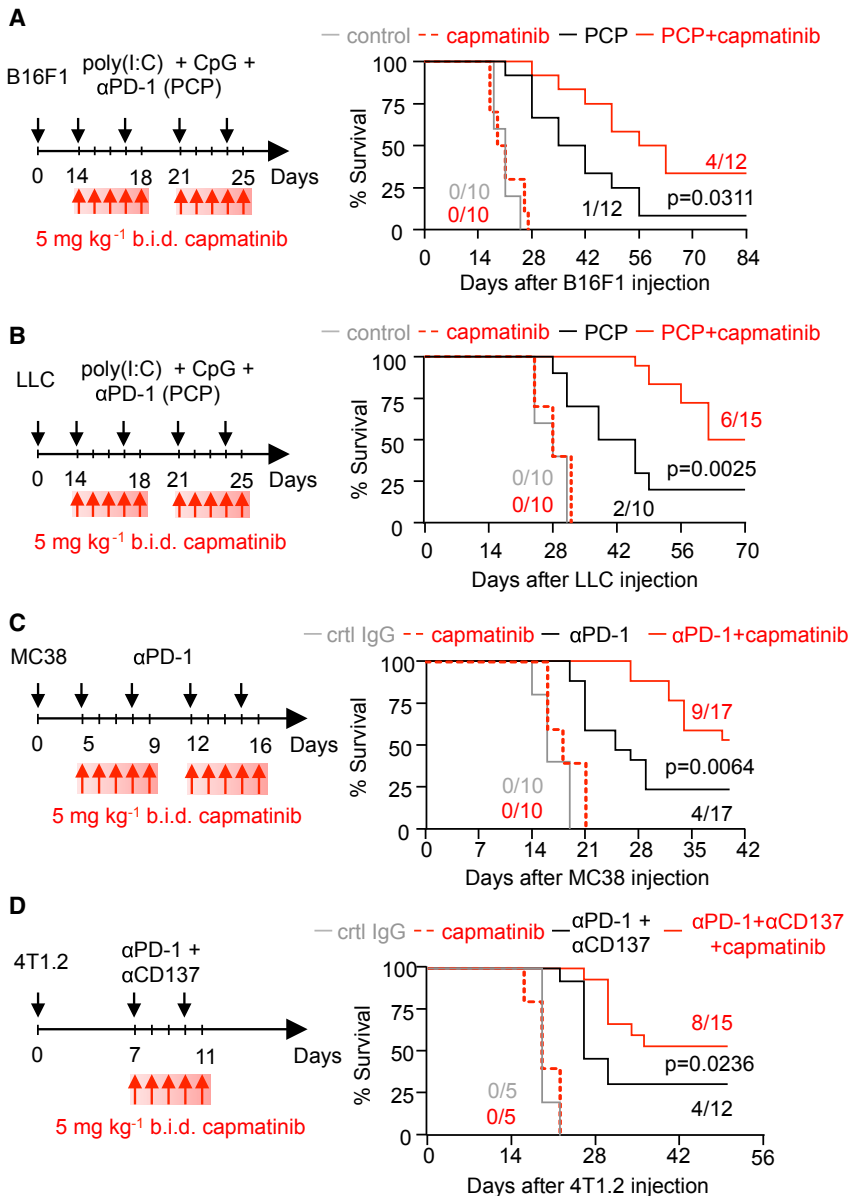 A
control capmatinib PCP PCP+capmatinib
poly(I:C) + CpG +
αPD-1 (PCP)
B16F1
0 14 18 21 25 Days
5 mg kg-1 b.i.d. capmatinib
% Survival
100
75
50
25
0
0/10
0/10
1/12
4/12
p=0.0311
0 14 28 42 56 70 84
Days after B16F1 injection
B
control capmatinib PCP PCP+capmatinib
poly(I:C) + CpG +
αPD-1 (PCP)
LLC
0 14 18 21 25 Days
5 mg kg-1 b.i.d. capmatinib
% Survival
100
75
50
25
0
0/10
0/10
2/10
6/15
p=0.0025
0 14 28 42 56 70
Days after LLC injection
C
crtl IgG capmatinib αPD-1 αPD-1+capmatinib
MC38 αPD-1
0 5 9 12 16 Days
5 mg kg-1 b.i.d. capmatinib
% Survival
100
75
50
25
0
0/10
0/10
9/17
p=0.0064
4/17
0 7 14 21 28 35 42
Days after MC38 injection
D
crtl IgG capmatinib αPD-1 + αCD137 αPD-1+αCD137 +capmatinib
αPD-1 +
αCD137
4T1.2
0 7 11 Days
5 mg kg-1 b.i.d. capmatinib
% Survival
100
75
50
25
0
0/5
0/5
8/15
p=0.0236
4/12
0 14 28 42 56
Days after 4T1.2 injection